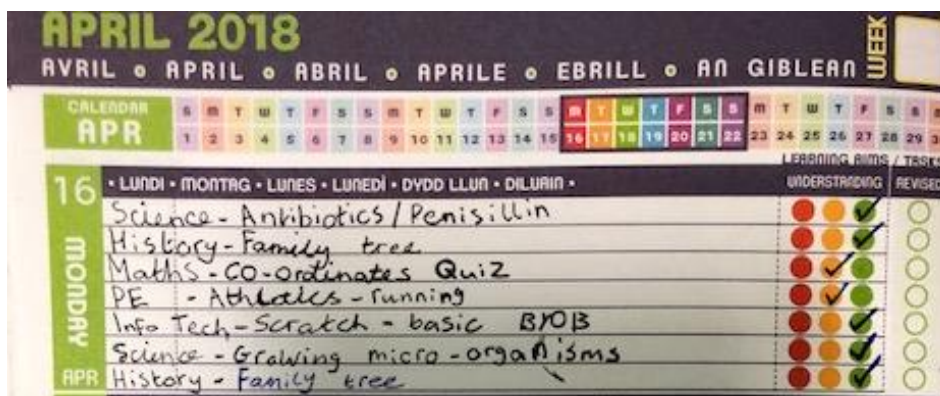 APRIL 2018
AVRIL o APRIL o ABRIL o APRILE o EBRILL o AN GIBLEAN
WEEK
CALENDAR S M T W T F S S M T W T F S S M T W T F S S M T W T F S S
APR 1 2 3 4 5 6 7 8 9 10 11 12 13 14 15 16 17 18 19 20 21 22 23 24 25 26 27 28 29
LEARNING AIMS / TASKS
16 • LUNDI • MONTAG • LUNES • LUNEDÌ • DYDD LLUN • DILUAIN • UNDERSTANDING REVISED
MONDAY
APR
Science - Antibiotics / Penisillin
History - Family tree
Maths - Co-ordinates Quiz
PE - Athletics - running
Info Tech - Scratch - basic BYOB
Science - Growing micro-organisms
History - Family tree